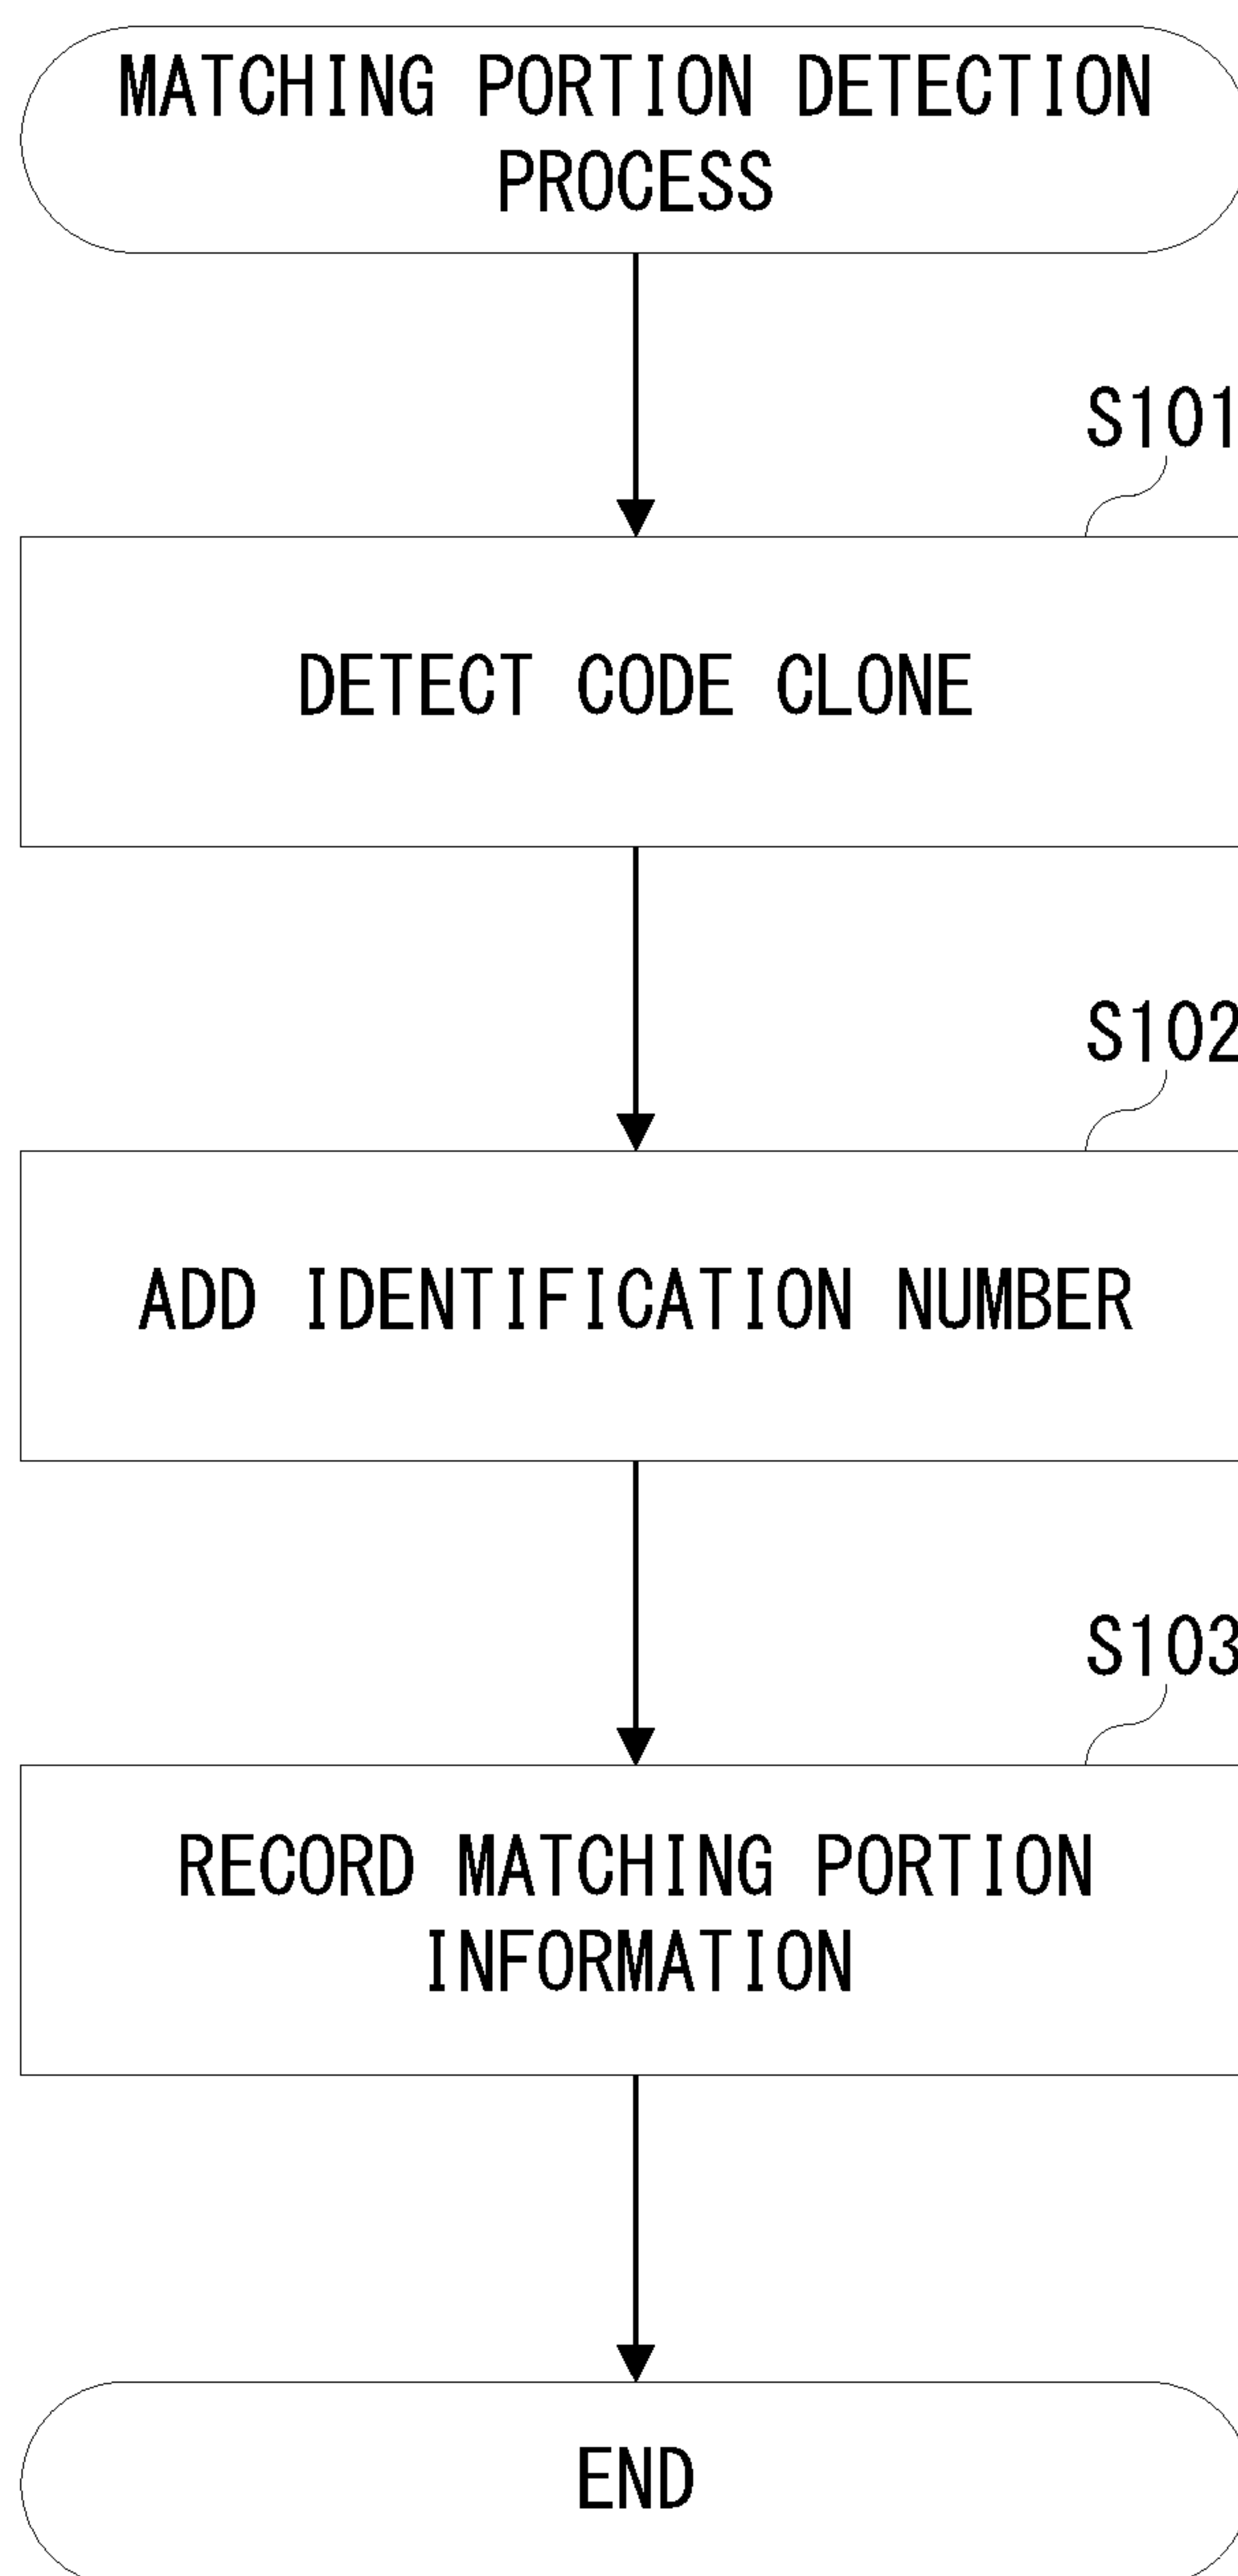 MATCHING PORTION DETECTION
PROCESS
S101
DETECT CODE CLONE
S102
ADD IDENTIFICATION NUMBER
S103
RECORD MATCHING PORTION
INFORMATION
END